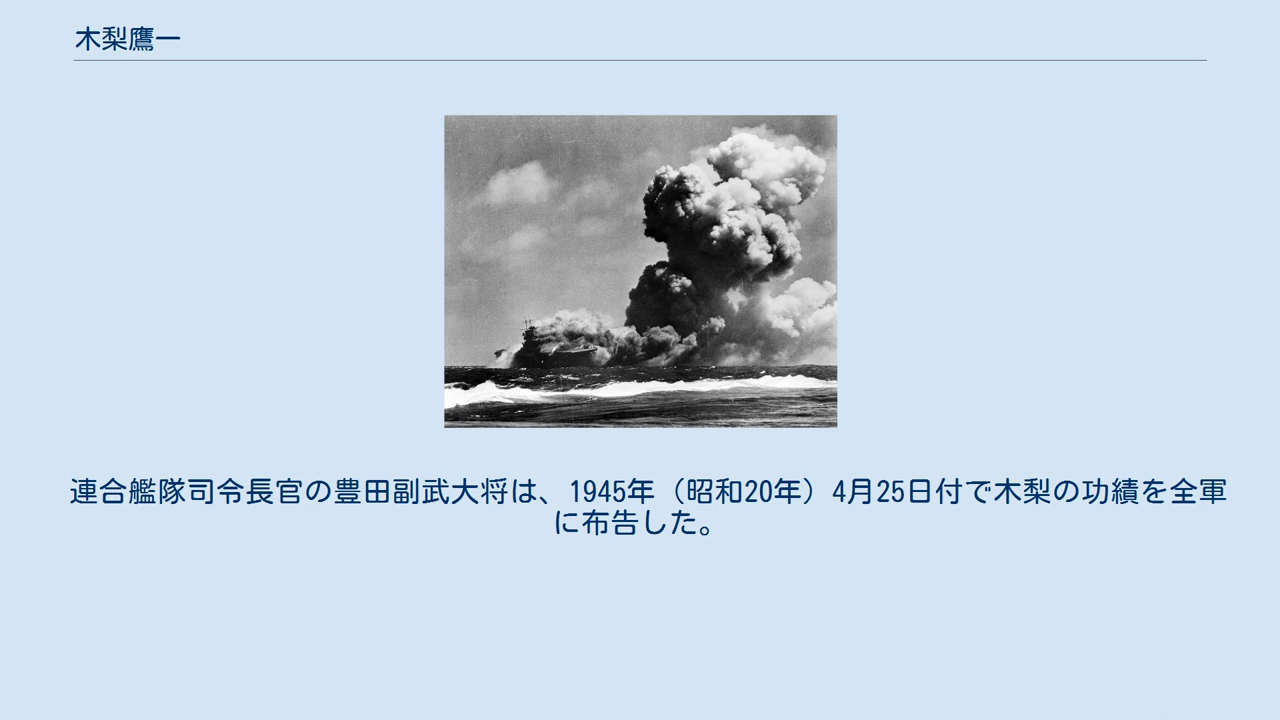 木梨鷹一
連合艦隊司令長官の豊田副武大将は、1945年（昭和20年）4月25日付で木梨の功績を全軍
に布告した。